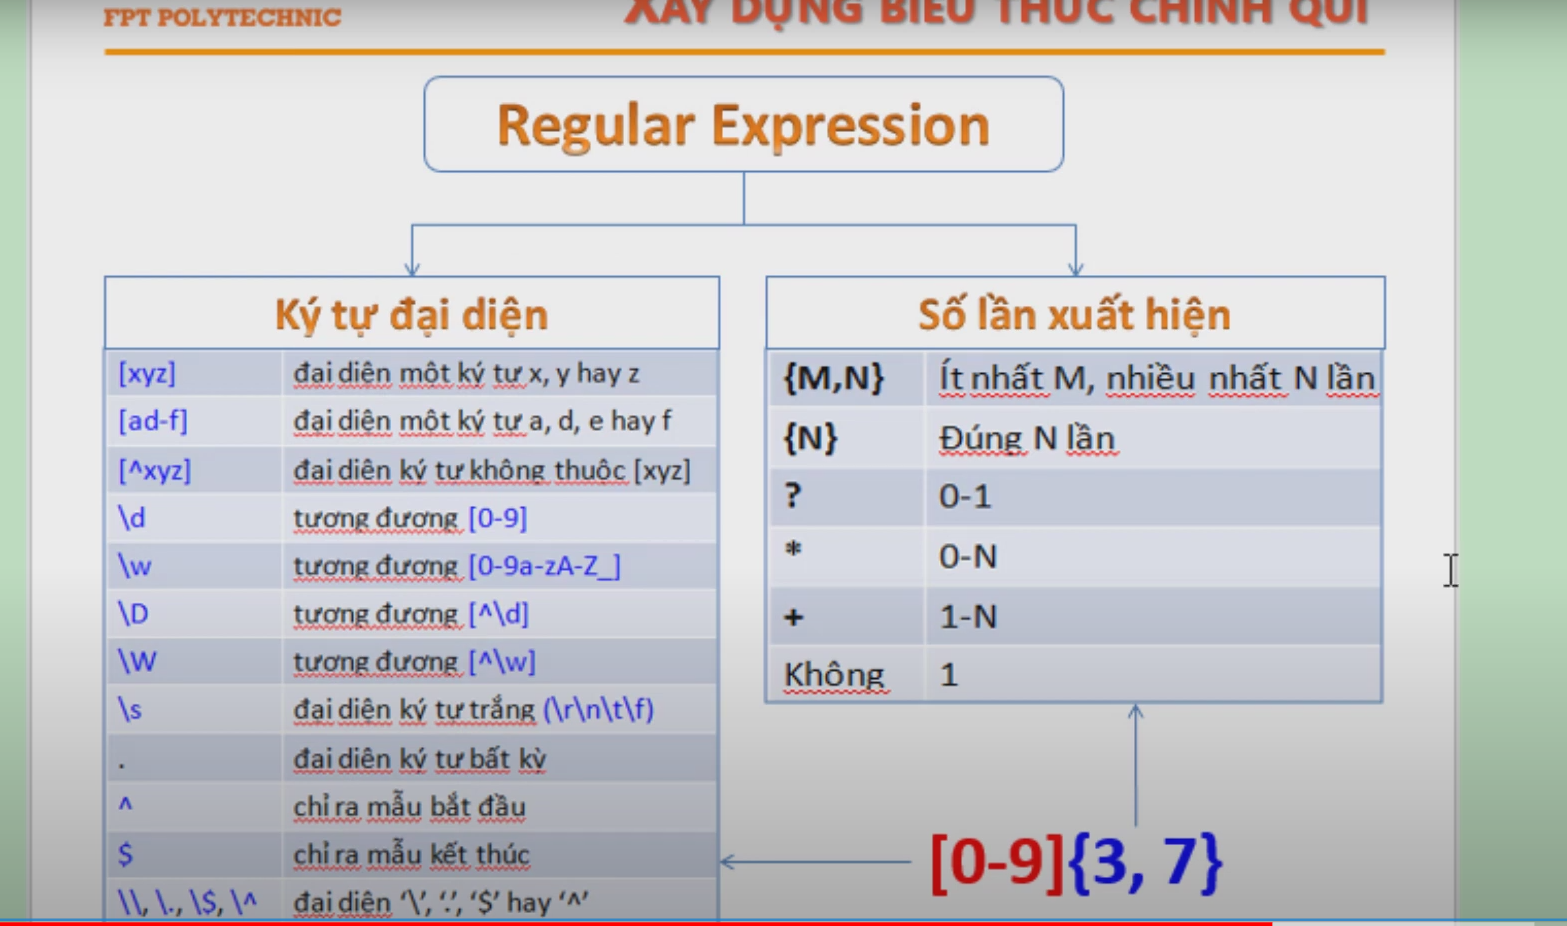 FPT POLYTECHNIC
XÂY DỰNG BIỂU THỨC CHÍNH QUI
Regular Expression
Ký tự đại diện
[xyz] đại diện một ký tự x, y hay z
[ad-f] đại diện một ký tự a, d, e hay f
[^xyz] đại diện ký tự không thuộc [xyz]
\d tương đương [0-9]
\w tương đương [0-9a-zA-Z_]
\D tương đương [^\d]
\W tương đương [^\w]
\s đại diện ký tự trắng (\r\n\t\f)
. đại diện ký tự bất kỳ
^ chỉ ra mẫu bắt đầu
$ chỉ ra mẫu kết thúc
\\, \., \$, \^ đại diện ‘\’, ‘.’, ‘$’ hay ‘^’
Số lần xuất hiện
{M,N} Ít nhất M, nhiều nhất N lần
{N} Đúng N lần
? 0-1
* 0-N
+ 1-N
Không 1
[0-9]{3, 7}